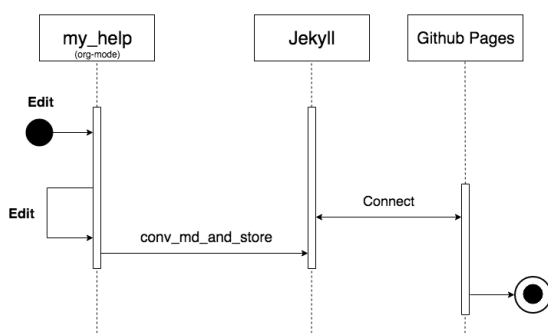 my_help
(org-mode)
Jekyll
Github Pages
Edit
Edit
Connect
conv_md_and_store